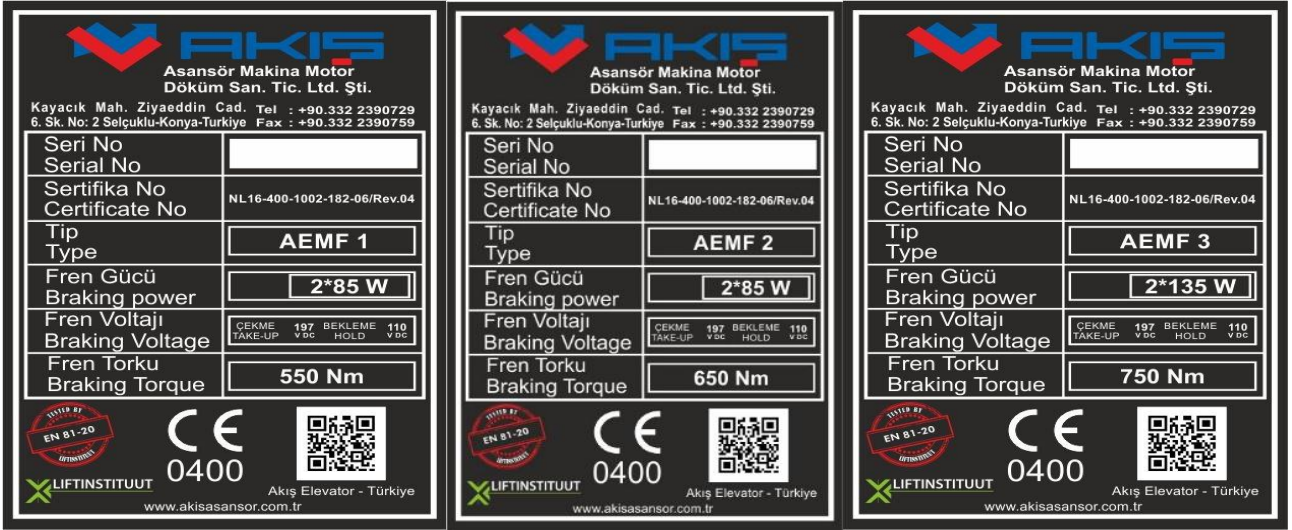 AKIŞ
Asansör Makina Motor
Döküm San. Tic. Ltd. Şti.
Kayacık Mah. Ziyaeddin Cad. Tel : +90.332 2390729
6. Sk. No: 2 Selçuklu-Konya-Turkiye Fax : +90.332 2390759
Seri No
Serial No
Sertifika No
Certificate No
NL16-400-1002-182-06/Rev.04
Tip
Type
AEMF 1
Fren Gücü
Braking power
2*85 W
Fren Voltajı
Braking Voltage
ÇEKME 197 BEKLEME 110
TAKE-UP V DC HOLD V DC
Fren Torku
Braking Torque
550 Nm
TESTED BY
EN 81-20
LIFTINSTITUUT
CE
0400
LIFTINSTITUUT
Akış Elevator - Türkiye
www.akisasansor.com.tr
AKIŞ
Asansör Makina Motor
Döküm San. Tic. Ltd. Şti.
Kayacık Mah. Ziyaeddin Cad. Tel : +90.332 2390729
6. Sk. No: 2 Selçuklu-Konya-Turkiye Fax : +90.332 2390759
Seri No
Serial No
Sertifika No
Certificate No
NL16-400-1002-182-06/Rev.04
Tip
Type
AEMF 2
Fren Gücü
Braking power
2*85 W
Fren Voltajı
Braking Voltage
ÇEKME 197 BEKLEME 110
TAKE-UP V DC HOLD V DC
Fren Torku
Braking Torque
650 Nm
TESTED BY
EN 81-20
LIFTINSTITUUT
CE
0400
LIFTINSTITUUT
Akış Elevator - Türkiye
www.akisasansor.com.tr
AKIŞ
Asansör Makina Motor
Döküm San. Tic. Ltd. Şti.
Kayacık Mah. Ziyaeddin Cad. Tel : +90.332 2390729
6. Sk. No: 2 Selçuklu-Konya-Turkiye Fax : +90.332 2390759
Seri No
Serial No
Sertifika No
Certificate No
NL16-400-1002-182-06/Rev.04
Tip
Type
AEMF 3
Fren Gücü
Braking power
2*135 W
Fren Voltajı
Braking Voltage
ÇEKME 197 BEKLEME 110
TAKE-UP V DC HOLD V DC
Fren Torku
Braking Torque
750 Nm
TESTED BY
EN 81-20
LIFTINSTITUUT
CE
0400
LIFTINSTITUUT
Akış Elevator - Türkiye
www.akisasansor.com.tr